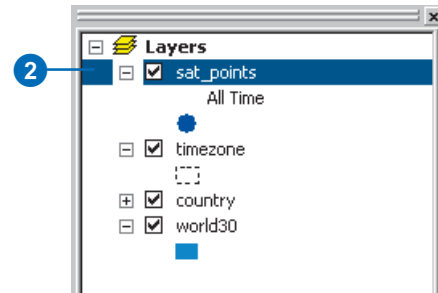 Layers
2
sat_points
All Time
timezone
country
world30